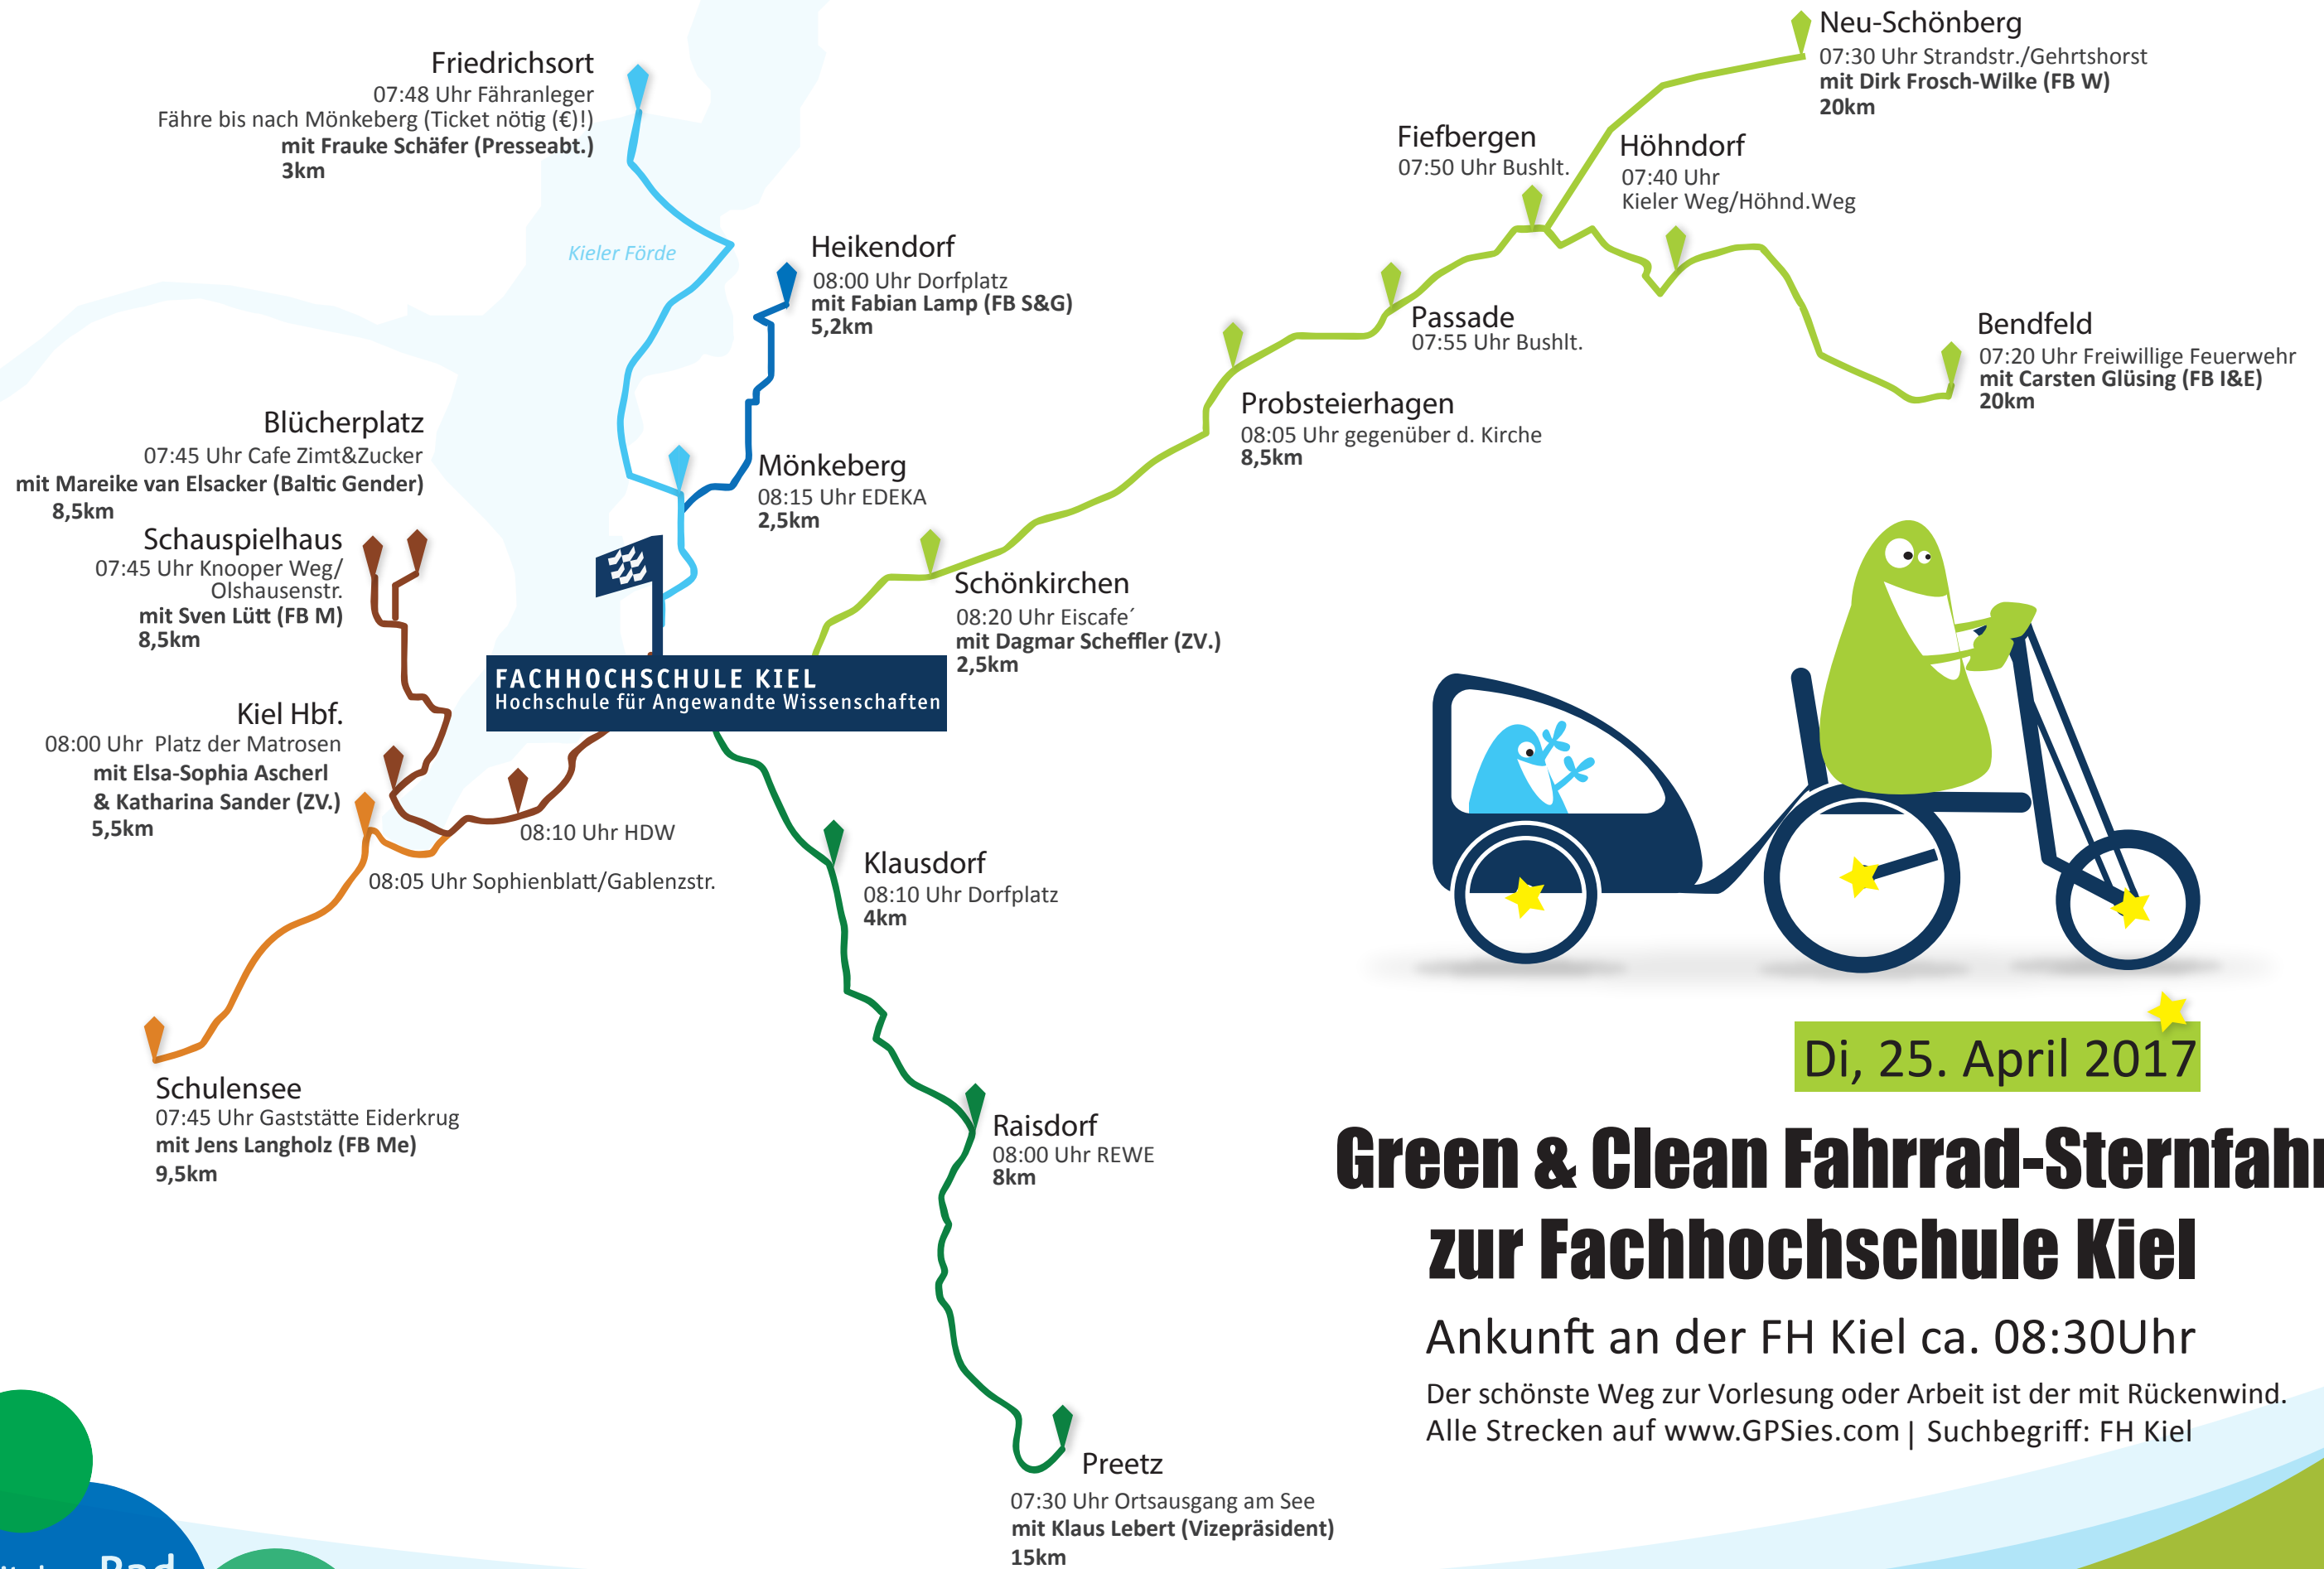 Friedrichsort
07:48 Uhr Fähranleger
Fähre bis nach Mönkeberg (Ticket nötig (€)!)
mit Frauke Schäfer (Presseabt.)
3km
Neu-Schönberg
07:30 Uhr Strandstr./Gehrtshorst
mit Dirk Frosch-Wilke (FB W)
20km
Fiefbergen
07:50 Uhr Bushlt.
Höhndorf
07:40 Uhr
Kieler Weg/Höhnd.Weg
Kieler Förde
Heikendorf
08:00 Uhr Dorfplatz
mit Fabian Lamp (FB S&G)
5,2km
Passade
07:55 Uhr Bushlt.
Bendfeld
07:20 Uhr Freiwillige Feuerwehr
mit Carsten Glüsing (FB I&E)
20km
Probsteierhagen
08:05 Uhr gegenüber d. Kirche
8,5km
Blücherplatz
07:45 Uhr Cafe Zimt&Zucker
mit Mareike van Elsacker (Baltic Gender)
8,5km
Mönkeberg
08:15 Uhr EDEKA
2,5km
Schauspielhaus
07:45 Uhr Knooper Weg/
Olshausenstr.
mit Sven Lütt (FB M)
8,5km
Schönkirchen
08:20 Uhr Eiscafe´
mit Dagmar Scheffler (ZV.)
2,5km
FACHHOCHSCHULE KIEL
Hochschule für Angewandte Wissenschaften
Kiel Hbf.
08:00 Uhr Platz der Matrosen
mit Elsa-Sophia Ascherl
& Katharina Sander (ZV.)
5,5km
08:10 Uhr HDW
08:05 Uhr Sophienblatt/Gablenzstr.
Klausdorf
08:10 Uhr Dorfplatz
4km
Schulensee
07:45 Uhr Gaststätte Eiderkrug
mit Jens Langholz (FB Me)
9,5km
Raisdorf
08:00 Uhr REWE
8km
Preetz
07:30 Uhr Ortsausgang am See
mit Klaus Lebert (Vizepräsident)
15km
Di, 25. April 2017
Green & Clean Fahrrad-Sternfahr
zur Fachhochschule Kiel
Ankunft an der FH Kiel ca. 08:30Uhr
Der schönste Weg zur Vorlesung oder Arbeit ist der mit Rückenwind.
Alle Strecken auf www.GPSies.com | Suchbegriff: FH Kiel
Rad